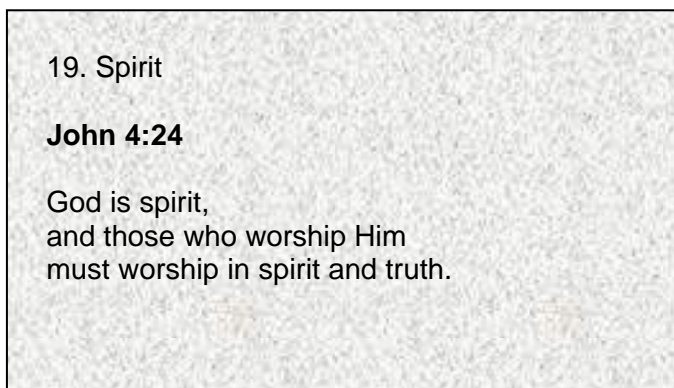 19. Spirit
John 4:24
God is spirit,
and those who worship Him
must worship in spirit and truth.